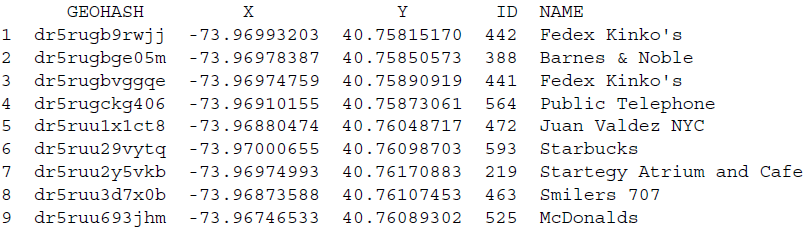 GEOHASH X Y ID NAME
1 dr5rugb9rwjj -73.96993203 40.75815170 442 Fedex Kinko's
2 dr5rugbge05m -73.96978387 40.75850573 388 Barnes & Noble
3 dr5rugbvggqe -73.96974759 40.75890919 441 Fedex Kinko's
4 dr5rugckg406 -73.96910155 40.75873061 564 Public Telephone
5 dr5ruu1x1ct8 -73.96880474 40.76048717 472 Juan Valdez NYC
6 dr5ruu29vytq -73.97000655 40.76098703 593 Starbucks
7 dr5ruu2y5vkb -73.96974993 40.76170883 219 Startegy Atrium and Cafe
8 dr5ruu3d7x0b -73.96873588 40.76107453 463 Smilers 707
9 dr5ruu693jhm -73.96746533 40.76089302 525 McDonalds